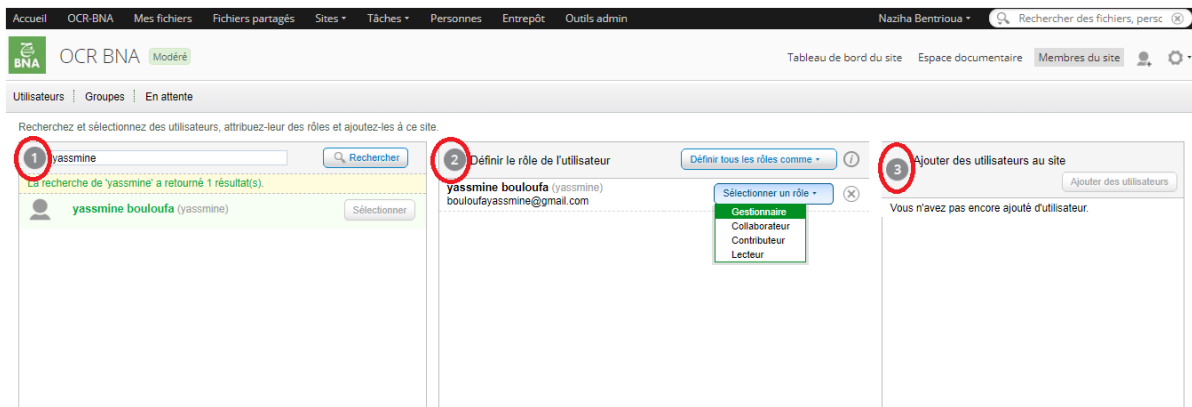 Accueil OCR-BNA Mes fichiers Fichiers partagés Sites Tâches Personnes Entrepôt Outils admin Naziha Bentrioua Rechercher des fichiers, persc
BNA OCR BNA Modéré Tableau de bord du site Espace documentaire Membres du site
Utilisateurs Groupes En attente
Recherchez et sélectionnez des utilisateurs, attribuez-leur des rôles et ajoutez-les à ce site.
1 yassmine Rechercher
La recherche de 'yassmine' a retourné 1 résultat(s).
yassmine bouloufa (yassmine) Sélectionner
2 Définir le rôle de l'utilisateur Définir tous les rôles comme i
yassmine bouloufa (yassmine) Sélectionner un rôle
bouloufayassmine@gmail.com
Gestionnaire
Collaborateur
Contributeur
Lecteur
3 Ajouter des utilisateurs au site
Ajouter des utilisateurs
Vous n'avez pas encore ajouté d'utilisateur.